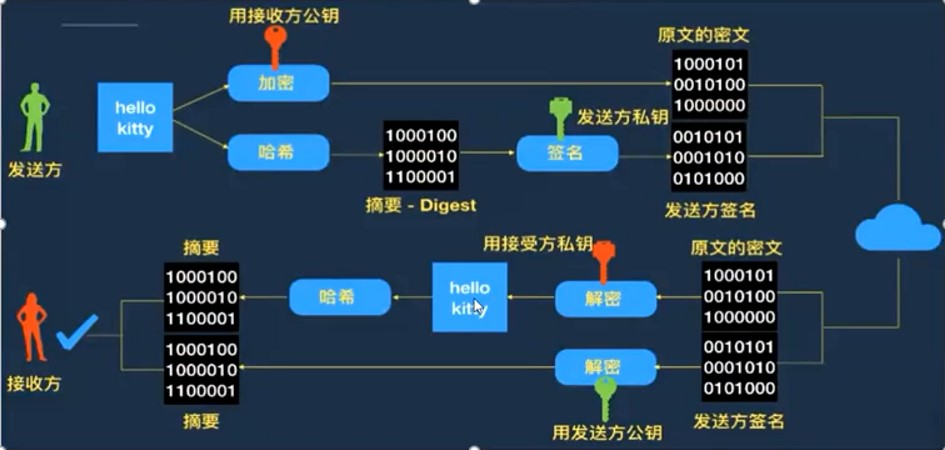 用接收方公钥
原文的密文
加密
1000101
0010100
1000000
hello
kitty
发送方私钥
哈希
1000100
1000010
1100001
签名
0010101
0001010
0101000
发送方
摘要 - Digest
发送方签名
摘要
用接受方私钥
原文的密文
1000100
1000010
1100001
哈希
hello
kitty
解密
1000101
0010100
1000000
1000100
1000010
1100001
解密
0010101
0001010
0101000
接收方
摘要
用发送方公钥
发送方签名